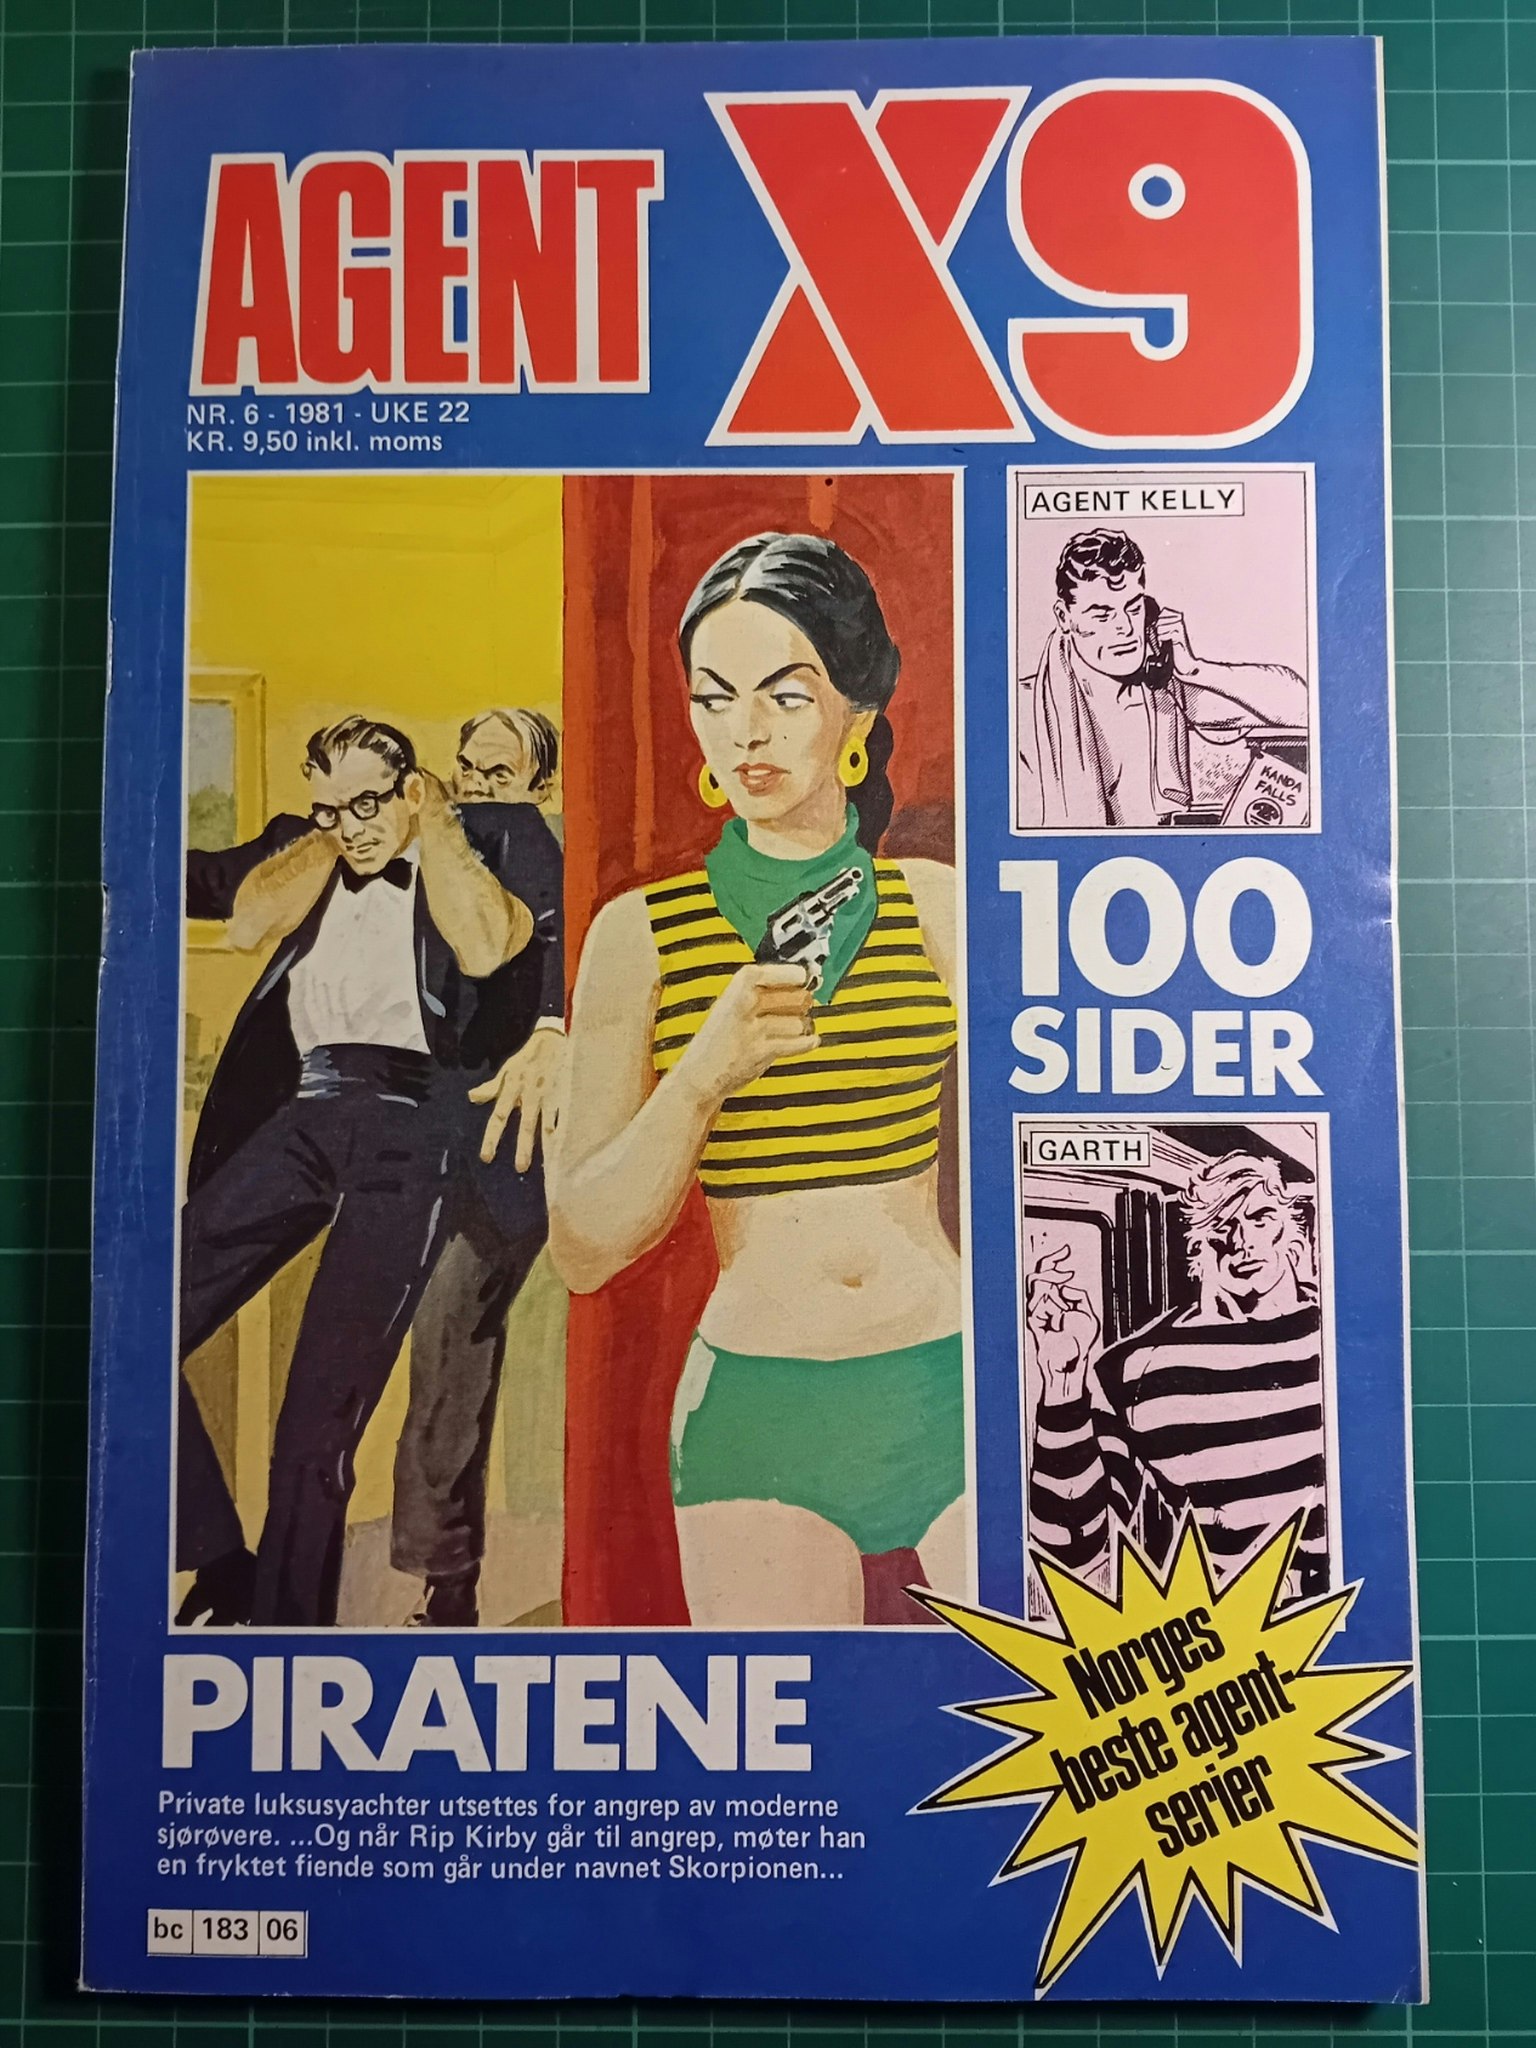 AGENT X9
NR. 6 - 1981 - UKE 22
KR. 9,50 inkl. moms
AGENT KELLY
KANDA
FALLS
100
SIDER
GARTH
PIRATENE
Private luksusyachter utsettes for angrep av moderne
sjørøvere. ...Og når Rip Kirby går til angrep, møter han
en fryktet fiende som går under navnet Skorpionen...
Norges
beste agent-
serier
bc 183 06